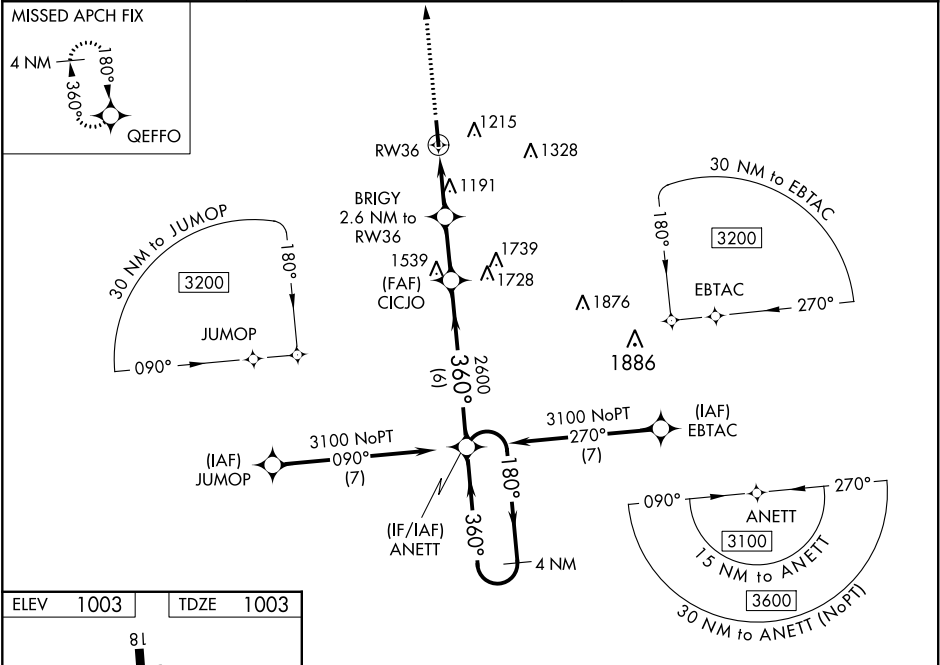 MISSED APCH FIX
4 NM
180°
360°
QEFFO
RW36
1215
1328
1191
BRIGY
2.6 NM to
RW36
1539
1739
1728
(FAF)
CICJO
1876
1886
30 NM to JUMOP
3200
180°
JUMOP
090°
30 NM to EBTAC
3200
180°
EBTAC
270°
2600
360°
(6)
3100 NoPT
090°
(7)
(IAF)
JUMOP
3100 NoPT
270°
(7)
(IAF)
EBTAC
(IF/IAF)
ANETT
360°
180°
4 NM
090°
270°
ANETT
3100
15 NM to ANETT
3600
30 NM to ANETT (NoPT)
ELEV 1003
TDZE 1003
18